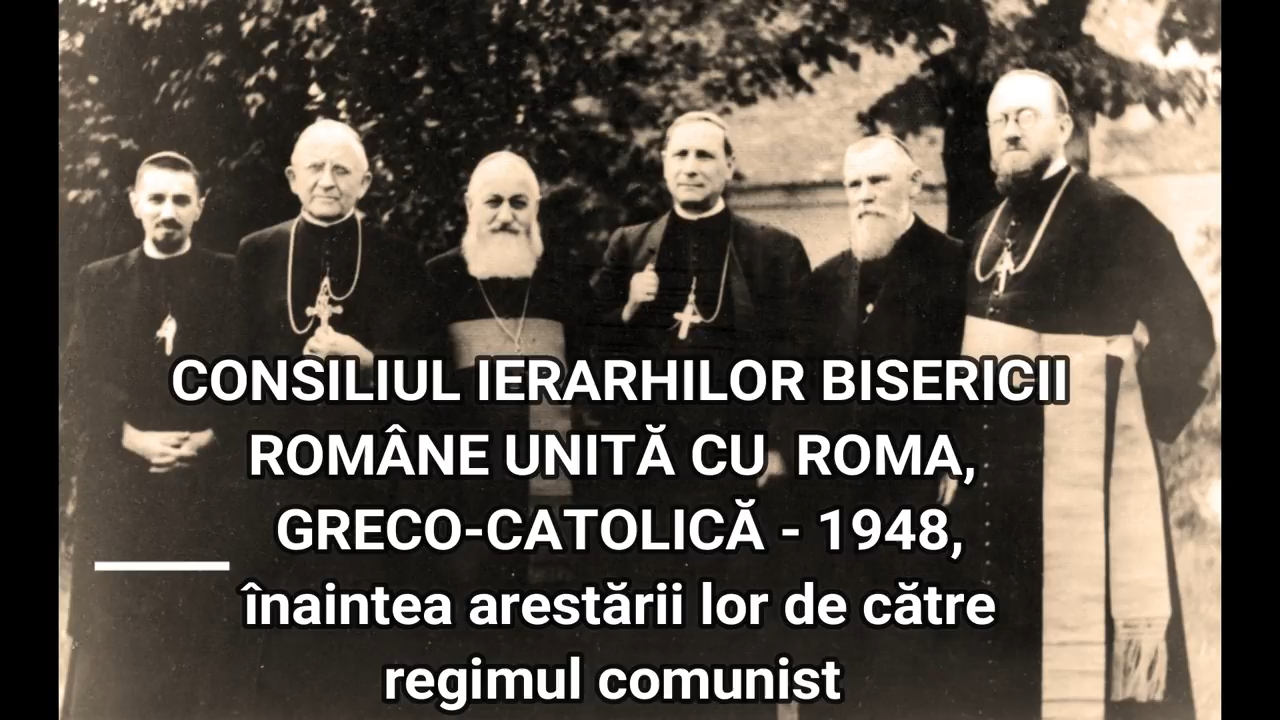 CONSILIUL IERARHILOR BISERICII
ROMÂNE UNITĂ CU ROMA,
GRECO-CATOLICĂ - 1948,
înaintea arestării lor de către
regimul comunist